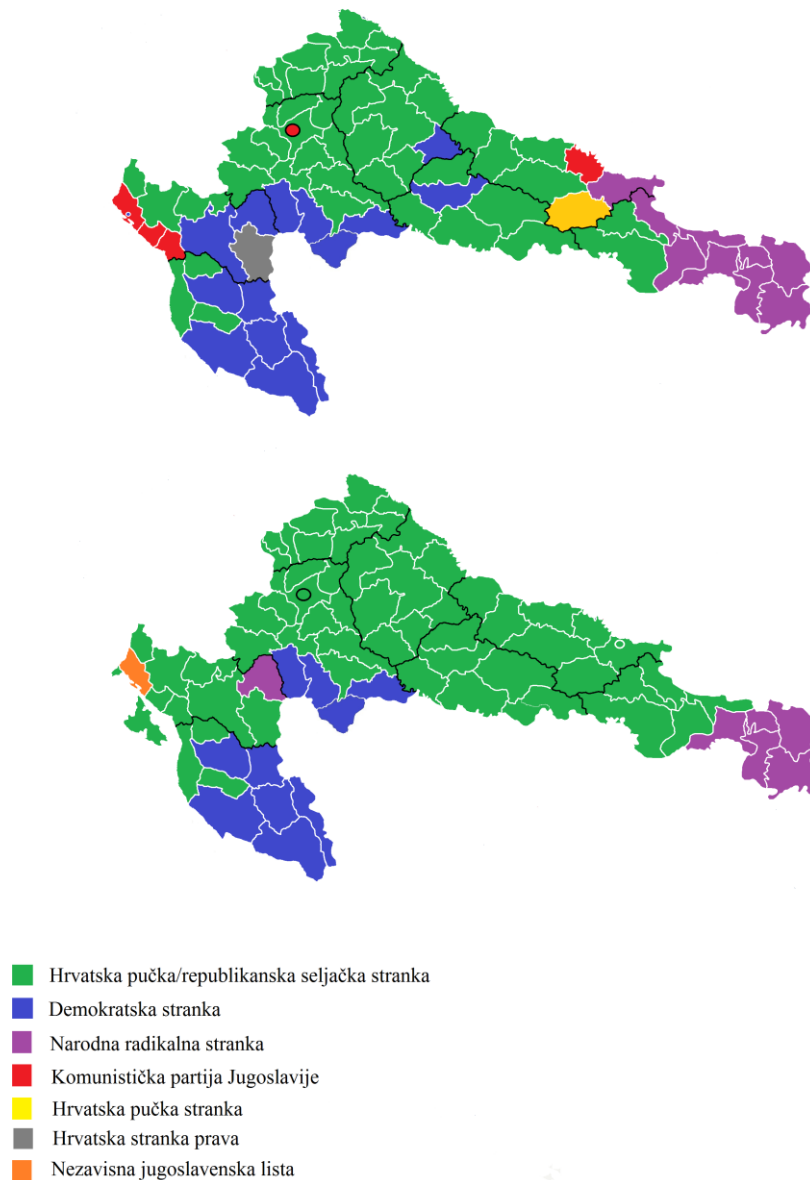 Hrvatska pučka/republikanska seljačka stranka
Demokratska stranka
Narodna radikalna stranka
Komunistička partija Jugoslavije
Hrvatska pučka stranka
Hrvatska stranka prava
Nezavisna jugoslavenska lista